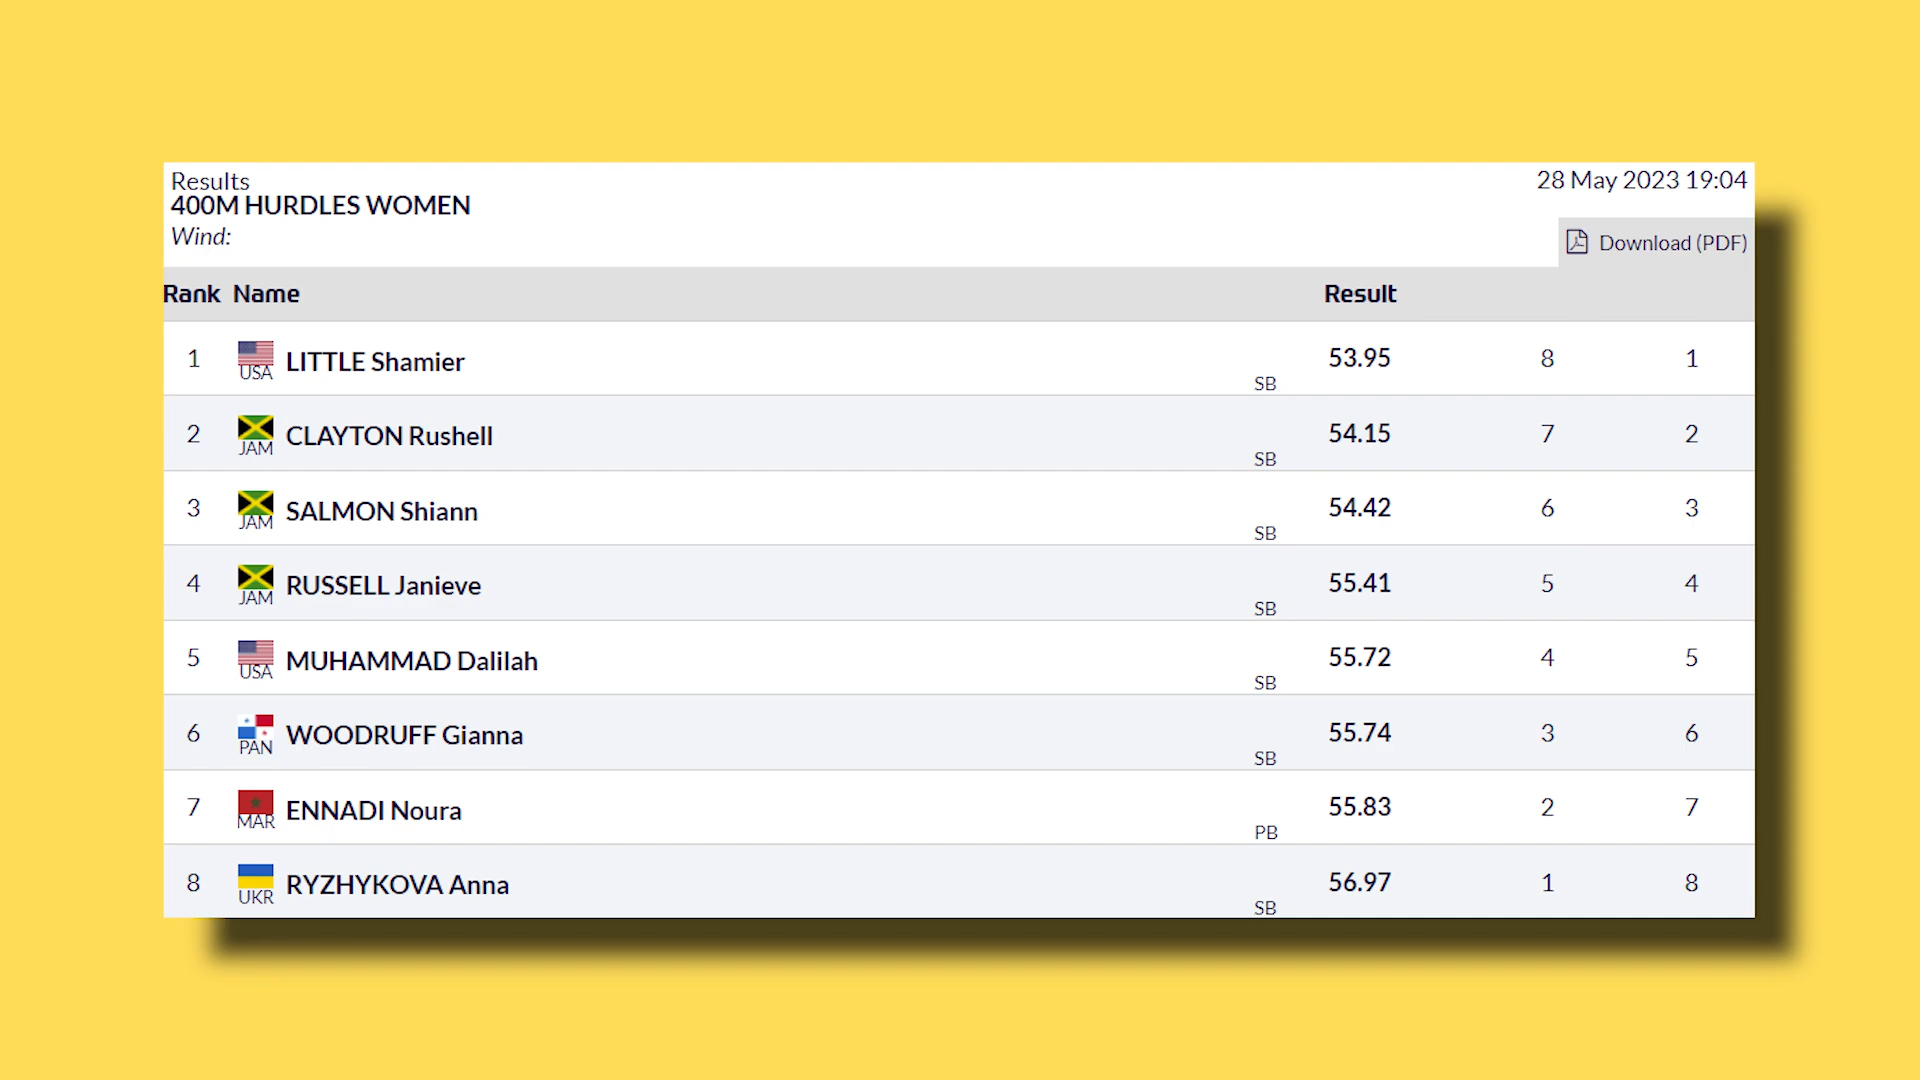 Results
28 May 2023 19:04
400M HURDLES WOMEN
Wind:
Download (PDF)
Rank Name Result
1 USA LITTLE Shamier SB 53.95 8 1
2 JAM CLAYTON Rushell SB 54.15 7 2
3 JAM SALMON Shiann SB 54.42 6 3
4 JAM RUSSELL Janieve SB 55.41 5 4
5 USA MUHAMMAD Dalilah SB 55.72 4 5
6 PAN WOODRUFF Gianna SB 55.74 3 6
7 MAR ENNADI Noura PB 55.83 2 7
8 UKR RYZHYKOVA Anna SB 56.97 1 8